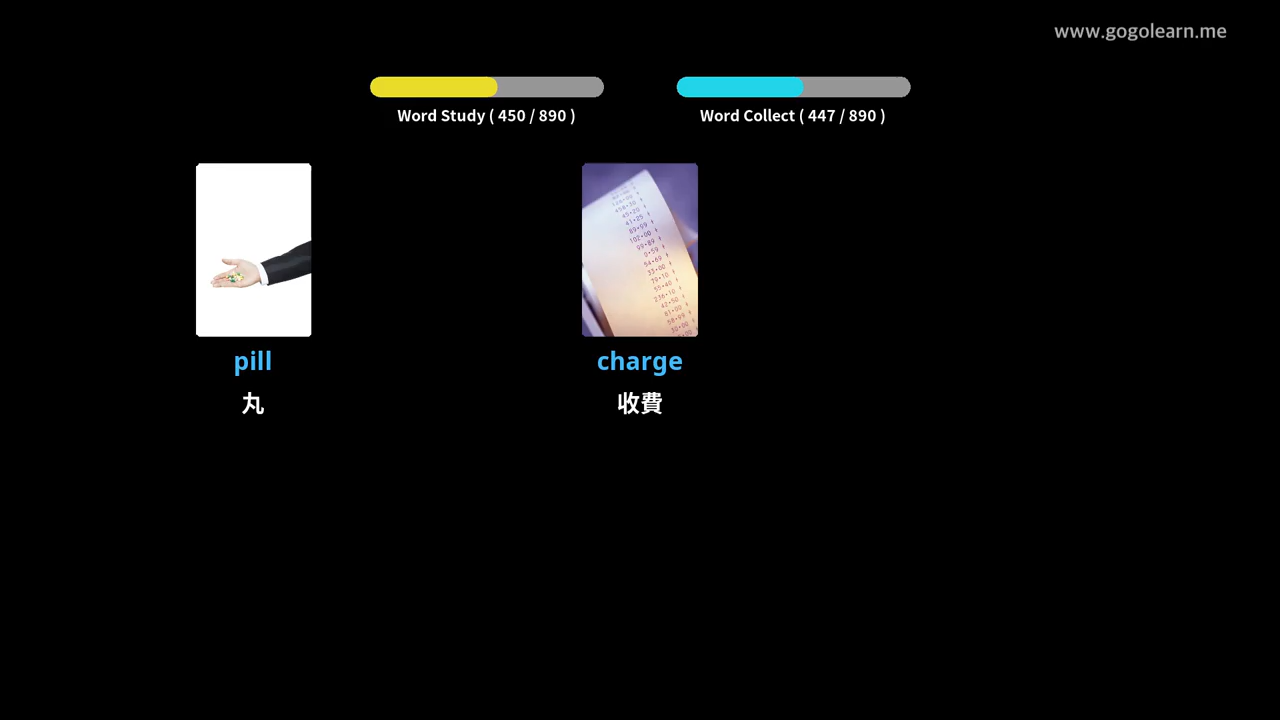 www.gogolearn.me
Word Study ( 450 / 890 )
Word Collect ( 447 / 890 )
pill
丸
charge
收費